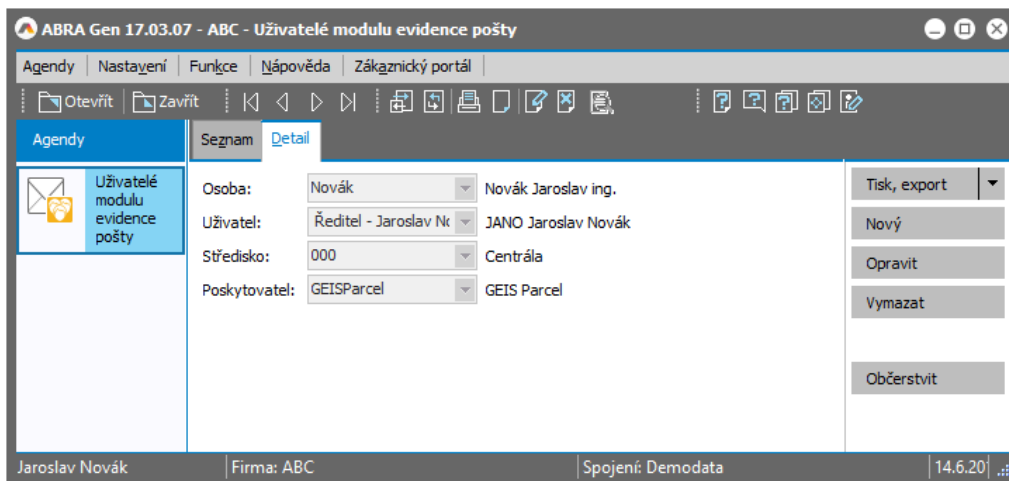 ABRA Gen 17.03.07 - ABC - Uživatelé modulu evidence pošty
Agendy Nastavení Funkce Nápověda Zákaznický portál
Otevřít Zavřít
Agendy
Seznam Detail
Uživatelé
modulu
evidence
pošty
Osoba: Novák Novák Jaroslav ing.
Uživatel: Ředitel - Jaroslav No JANO Jaroslav Novák
Středisko: 000 Centrála
Poskytovatel: GEISParcel GEIS Parcel
Tisk, export
Nový
Opravit
Vymazat
Občerstvit
Jaroslav Novák Firma: ABC Spojení: Demodata 14.6.20